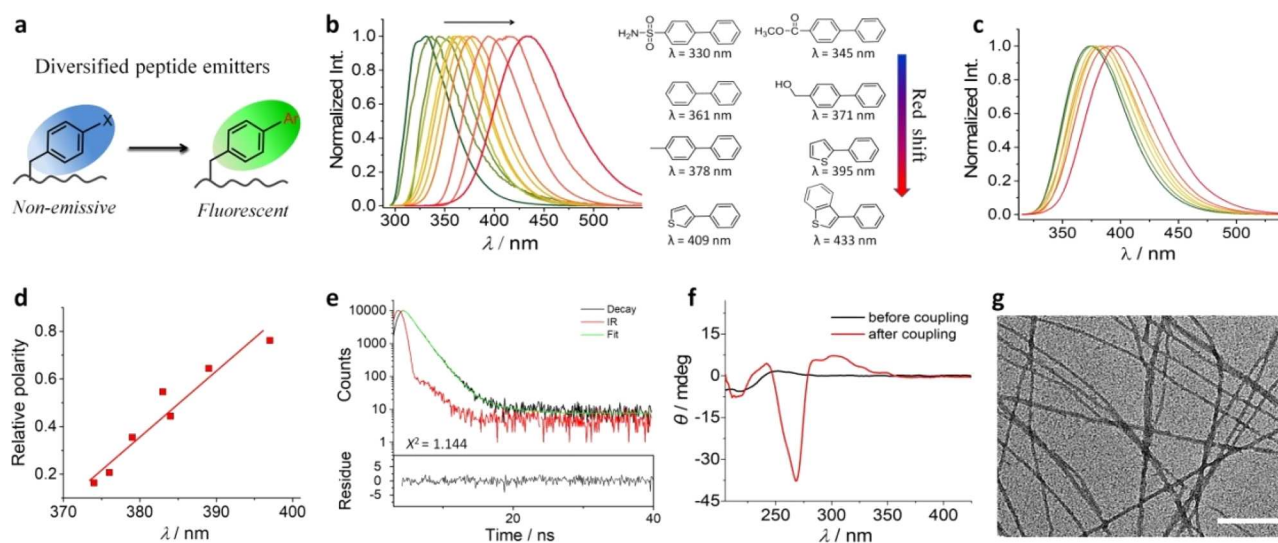 a
Diversified peptide emitters
X
Ar
Non-emissive
Fluorescent
b
Normalized Int.
1.0
0.8
0.6
0.4
0.2
0.0
300 350 400 450 500
λ / nm
H₂N
O
S
O
λ = 330 nm
O
H₃CO
λ = 345 nm
λ = 361 nm
HO
λ = 371 nm
λ = 378 nm
S
λ = 395 nm
S
λ = 409 nm
S
λ = 433 nm
Red shift
c
Normalized Int.
1.0
0.8
0.6
0.4
0.2
0.0
350 400 450 500
λ / nm
d
Relative polarity
0.8
0.6
0.4
0.2
370 380 390 400
λ / nm
e
Counts
10000
1000
100
10
1
Decay
IR
Fit
X² = 1.144
Residue
5
0
-5
20 40
Time / ns
f
θ / mdeg
15
0
-15
-30
-45
before coupling
after coupling
250 300 350 400
λ / nm
g